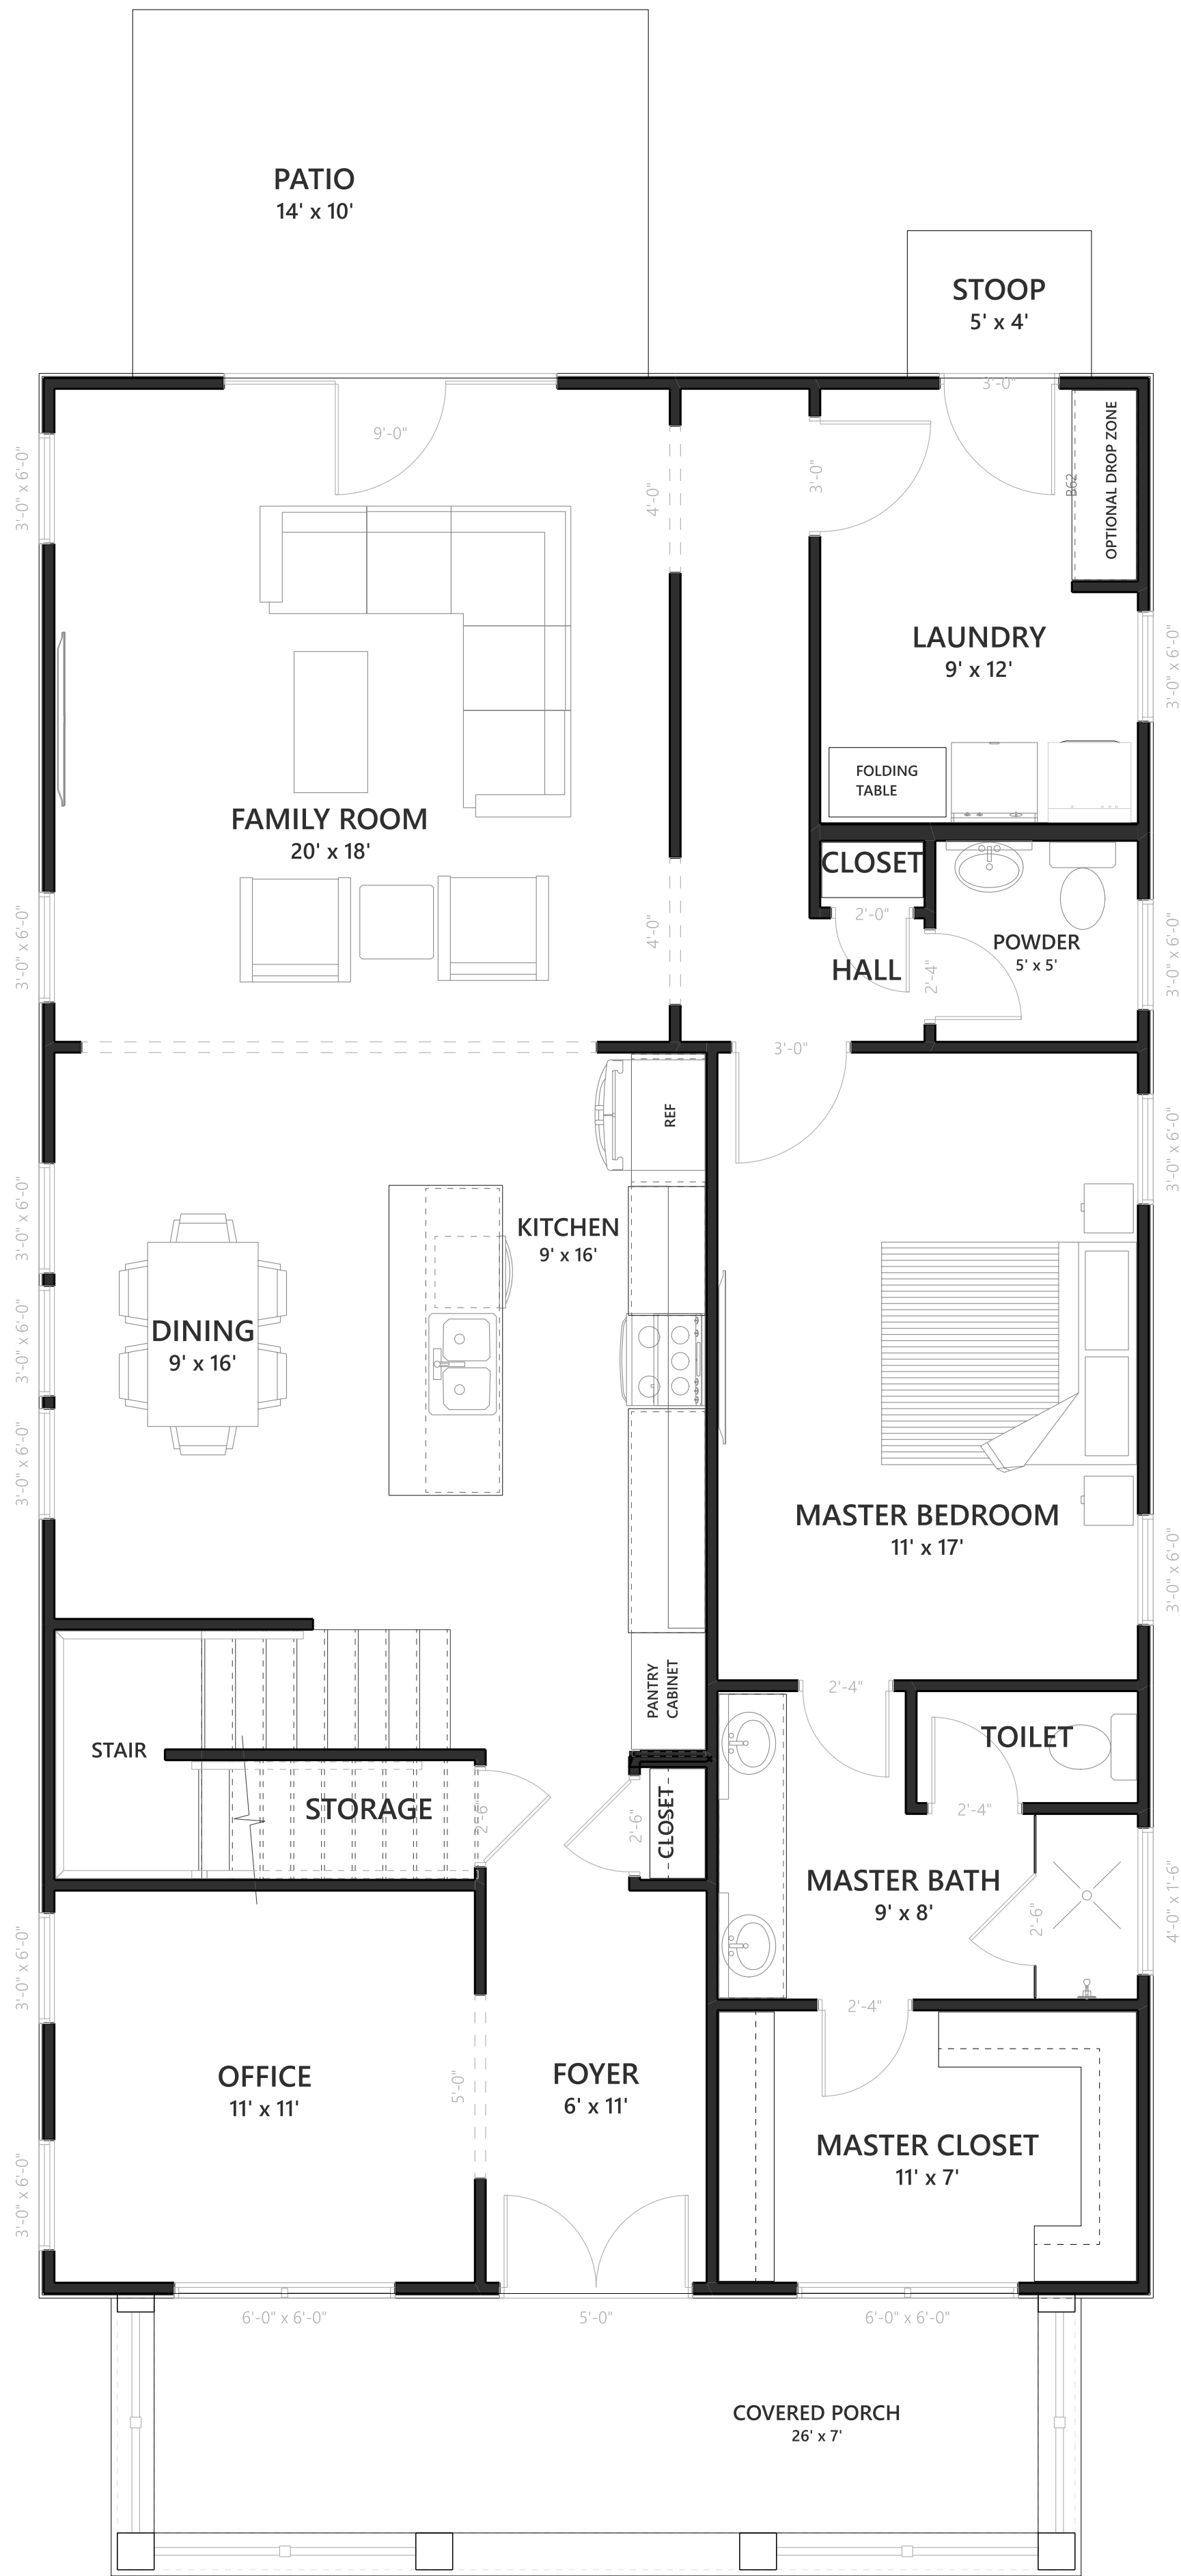 PATIO
14' x 10'
STOOP
5' x 4'
3'-0"
9'-0"
3'-0" x 6'-0"
4'-0"
3'-0"
B62
OPTIONAL DROP ZONE
LAUNDRY
9' x 12'
3'-0" x 6'-0"
FOLDING
TABLE
FAMILY ROOM
20' x 18'
CLOSET
2'-0"
3'-0" x 6'-0"
4'-0"
HALL
2'-4"
POWDER
5' x 5'
3'-0" x 6'-0"
3'-0"
REF
3'-0" x 6'-0"
3'-0" x 6'-0"
KITCHEN
9' x 16'
DINING
9' x 16'
3'-0" x 6'-0"
3'-0" x 6'-0"
MASTER BEDROOM
11' x 17'
3'-0" x 6'-0"
PANTRY
CABINET
2'-4"
TOILET
STAIR
STORAGE
2'-6"
2'-6"
CLOSET
2'-4"
MASTER BATH
9' x 8'
2'-6"
4'-0" x 1'-6"
3'-0" x 6'-0"
2'-4"
OFFICE
11' x 11'
5'-0"
FOYER
6' x 11'
MASTER CLOSET
11' x 7'
3'-0" x 6'-0"
6'-0" x 6'-0"
5'-0"
6'-0" x 6'-0"
COVERED PORCH
26' x 7'